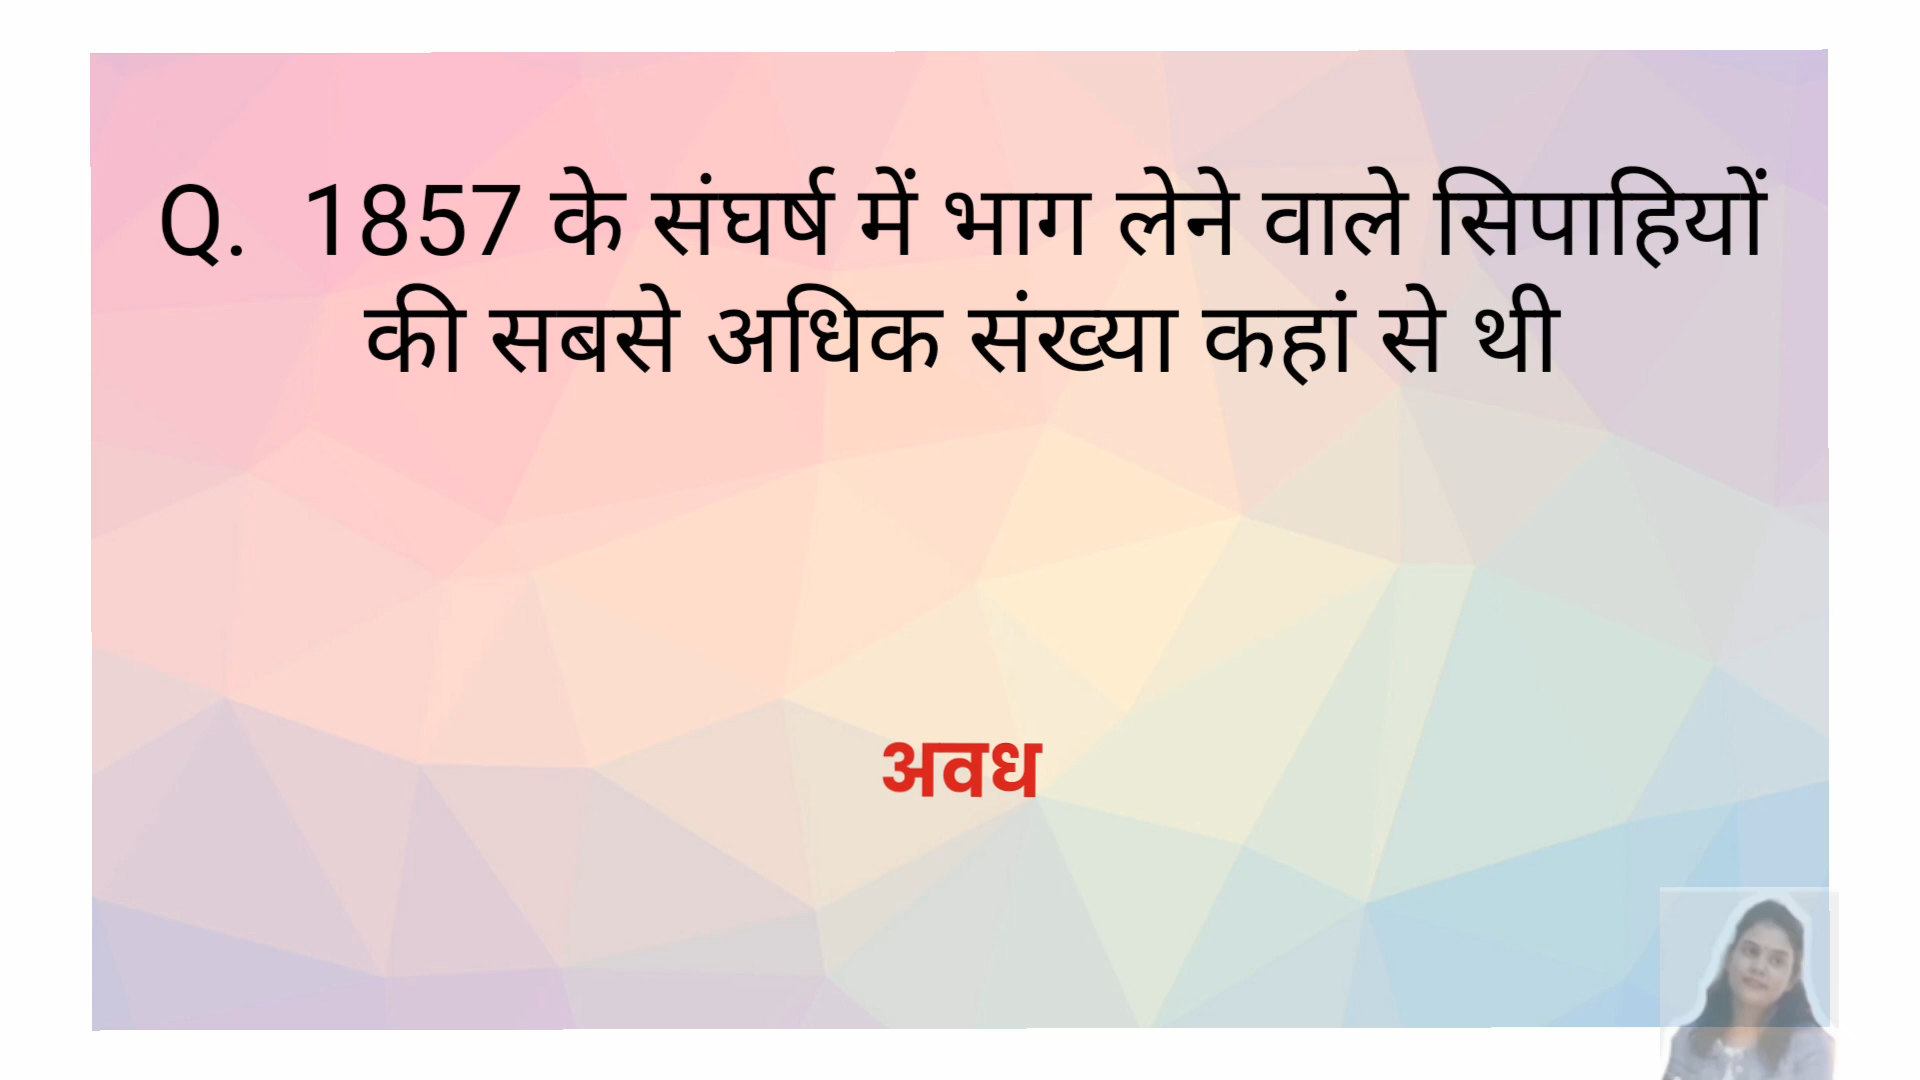 Q. 1857 के संघर्ष में भाग लेने वाले सिपाहियों
की सबसे अधिक संख्या कहां से थी
अवध